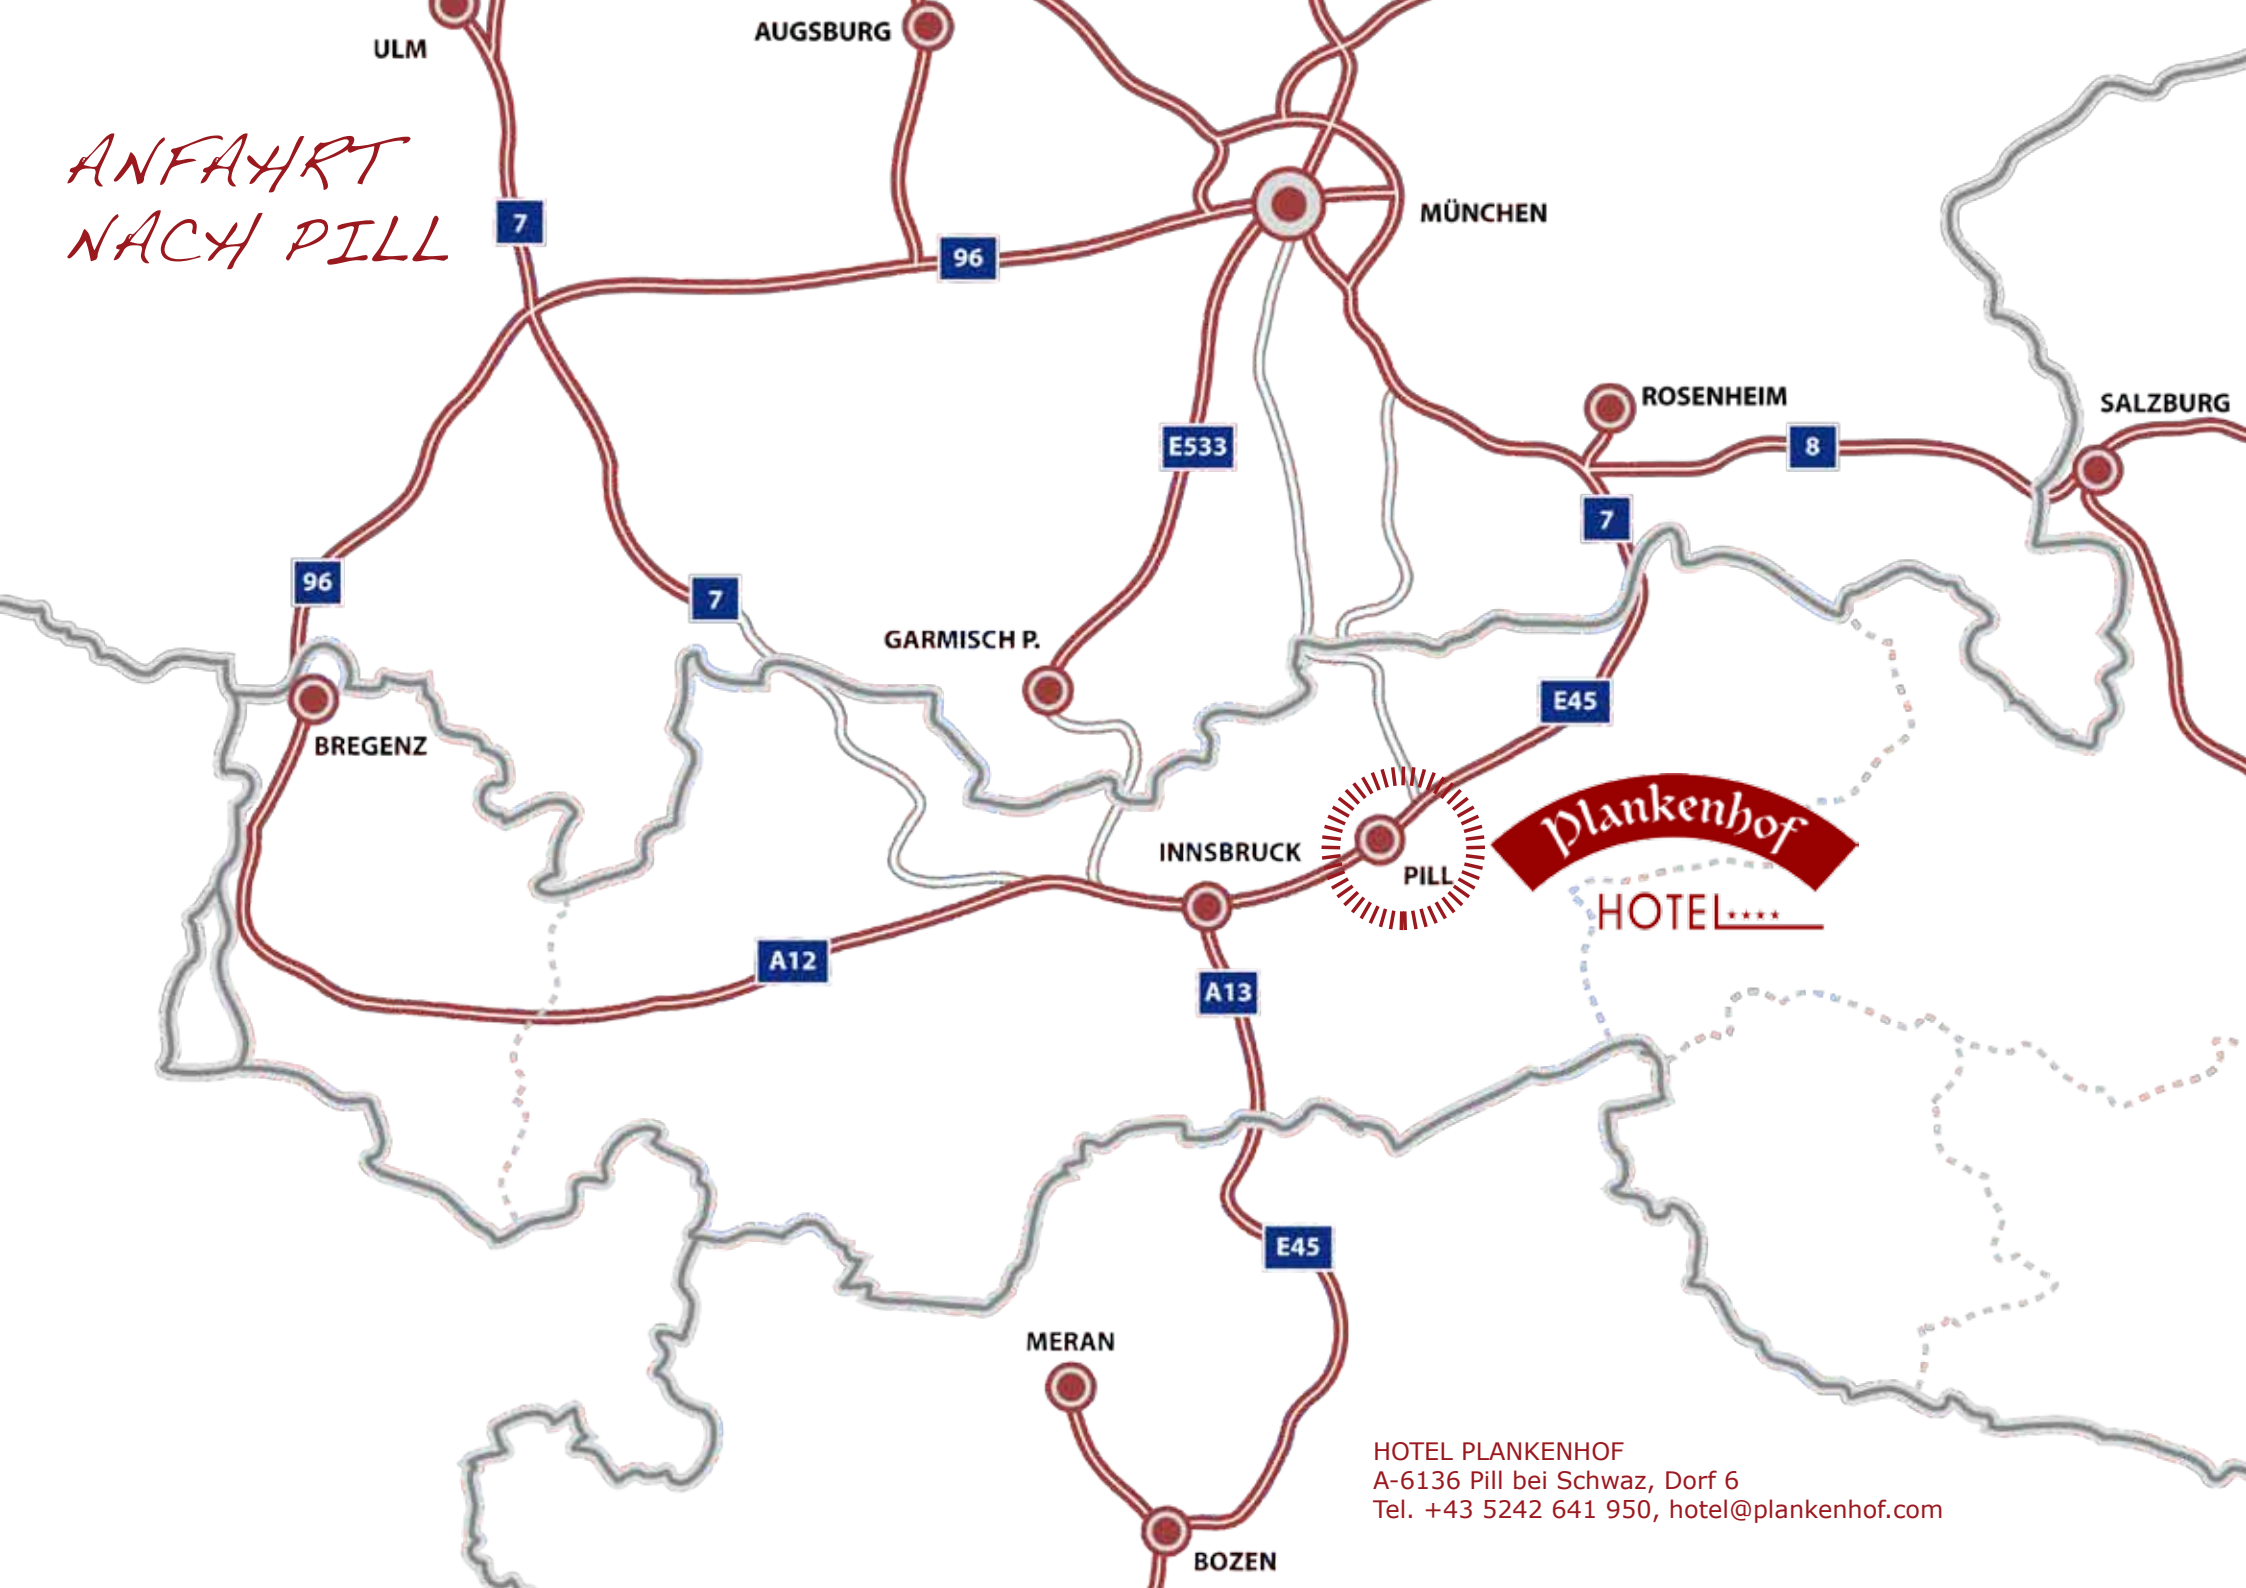 ULM
AUGSBURG
ANFAHRT
NACH PILL
7
MÜNCHEN
96
ROSENHEIM
SALZBURG
E533
8
7
96
7
GARMISCH P.
E45
BREGENZ
Plankenhof
HOTEL****
INNSBRUCK
PILL
A12
A13
E45
MERAN
HOTEL PLANKENHOF
A-6136 Pill bei Schwaz, Dorf 6
Tel. +43 5242 641 950, hotel@plankenhof.com
BOZEN